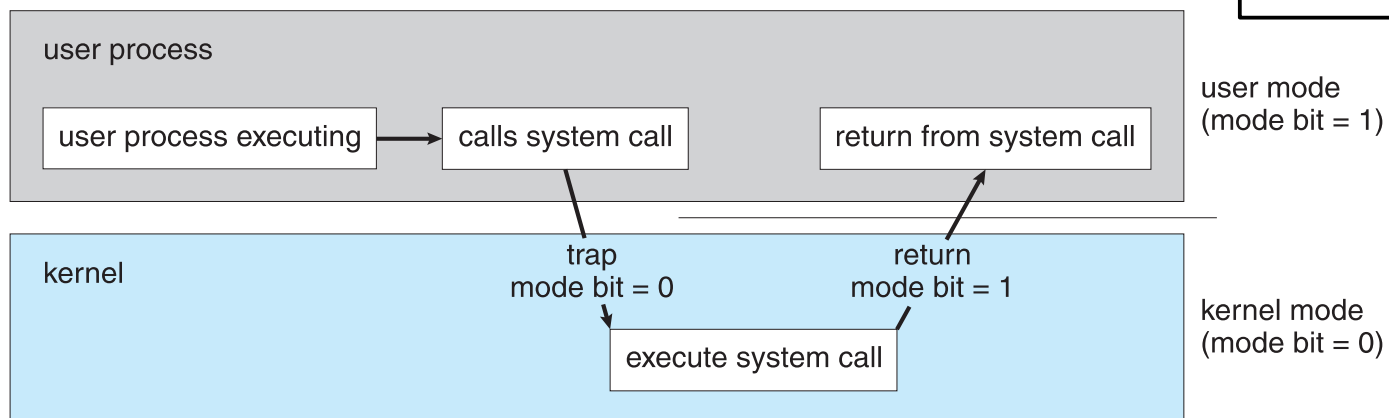 user process
user process executing
calls system call
return from system call
user mode
(mode bit = 1)
kernel
trap
mode bit = 0
return
mode bit = 1
execute system call
kernel mode
(mode bit = 0)